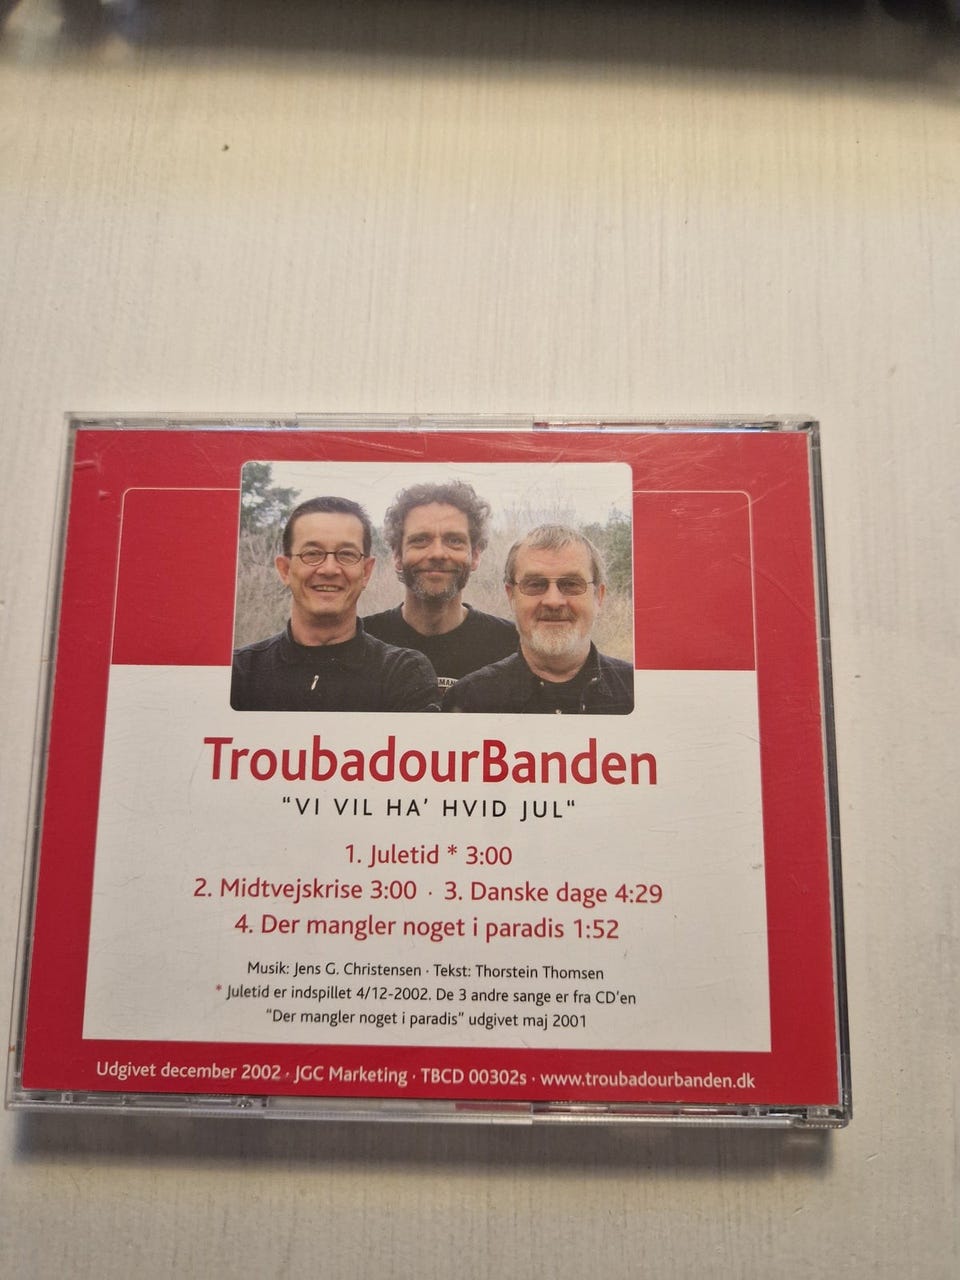 TroubadourBanden
"VI VIL HA' HVID JUL"
1. Juletid * 3:00
2. Midtvejskrise 3:00 · 3. Danske dage 4:29
4. Der mangler noget i paradis 1:52
Musik: Jens G. Christensen · Tekst: Thorstein Thomsen
* Juletid er indspillet 4/12-2002. De 3 andre sange er fra CD'en
"Der mangler noget i paradis" udgivet maj 2001
Udgivet december 2002 · JGC Marketing · TBCD 00302s · www.troubadourbanden.dk